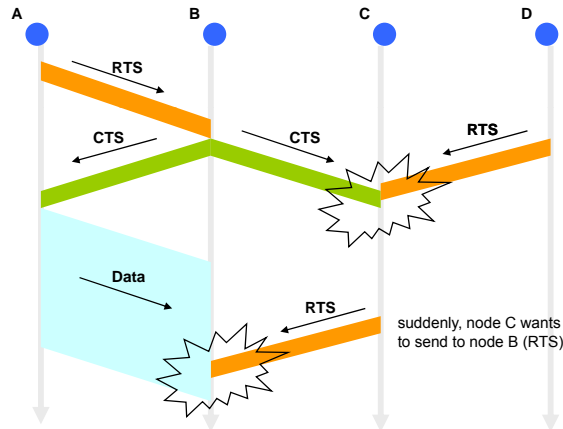 A
B
C
D
RTS
CTS
CTS
RTS
Data
RTS
suddenly, node C wants
to send to node B (RTS)